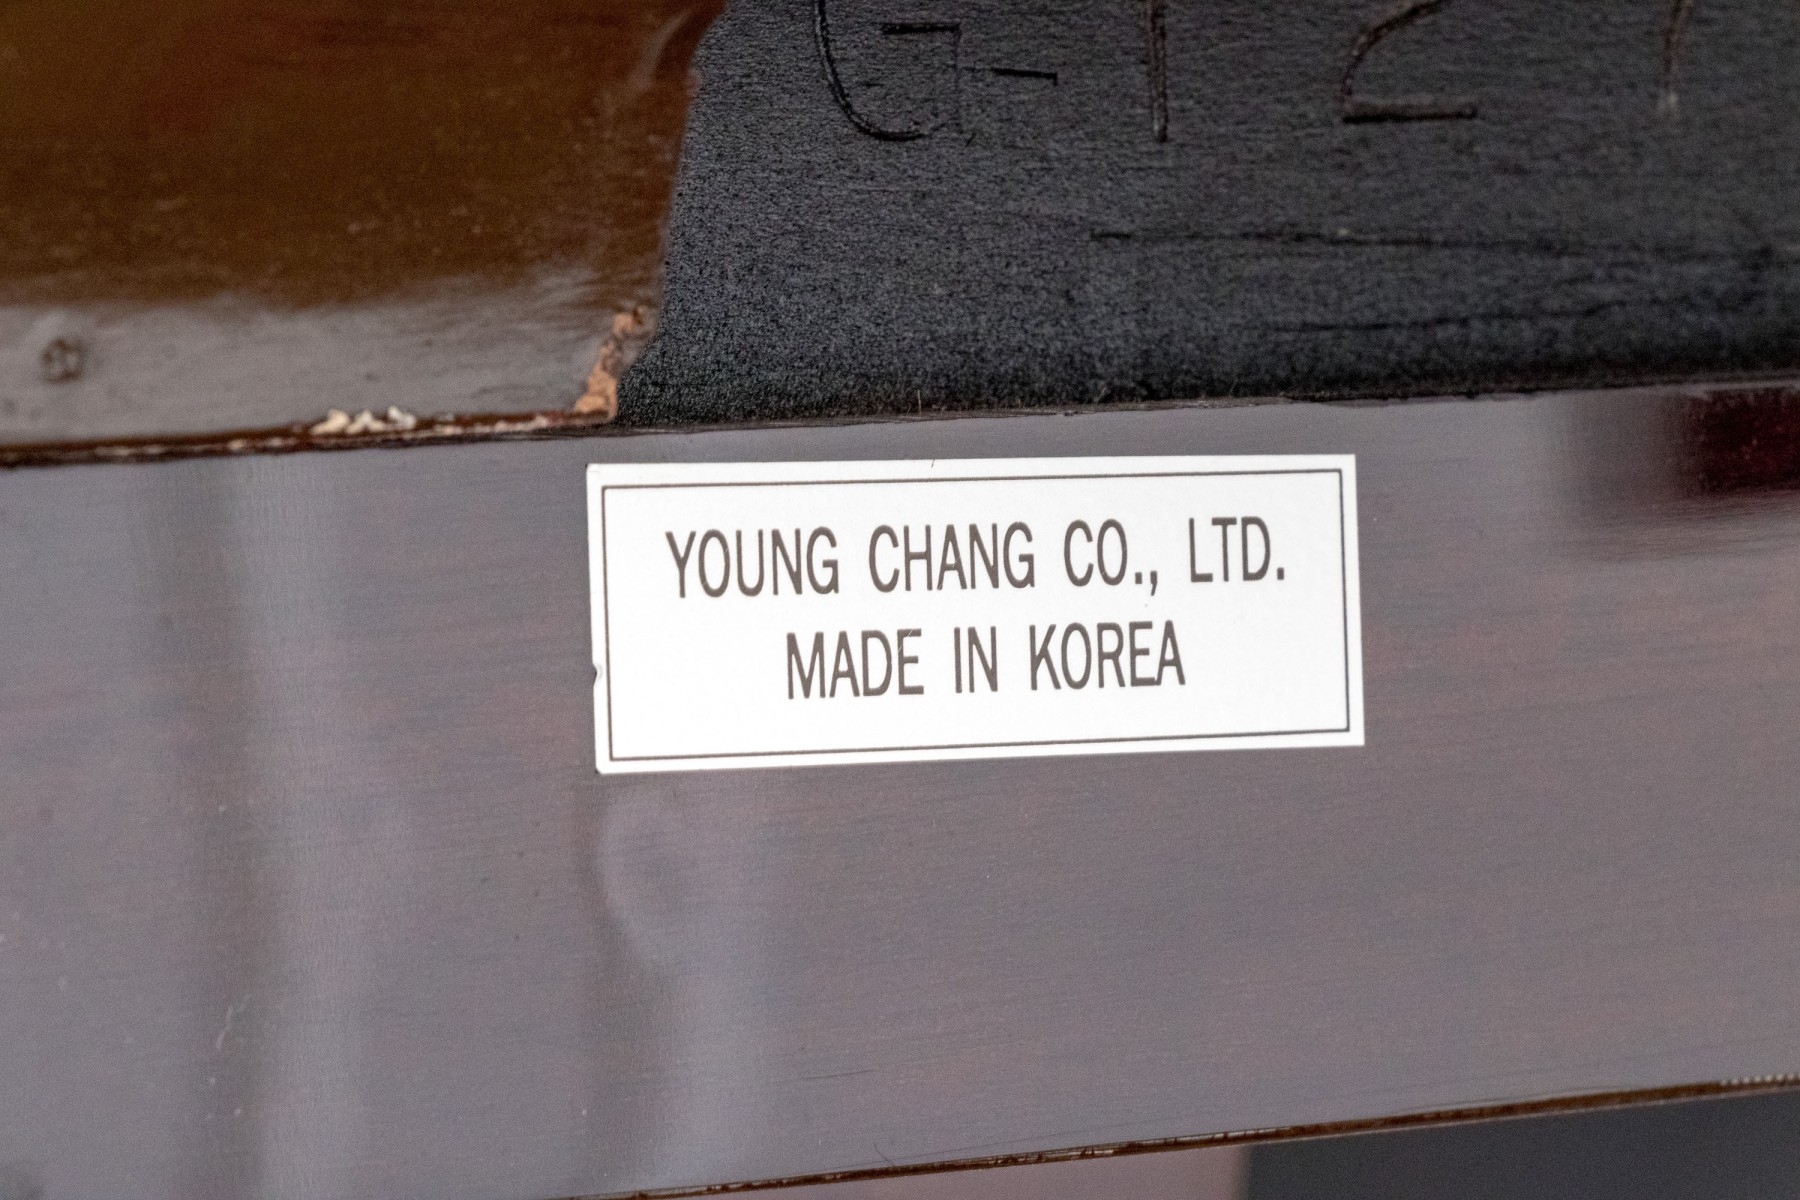 YOUNG CHANG CO., LTD.
MADE IN KOREA